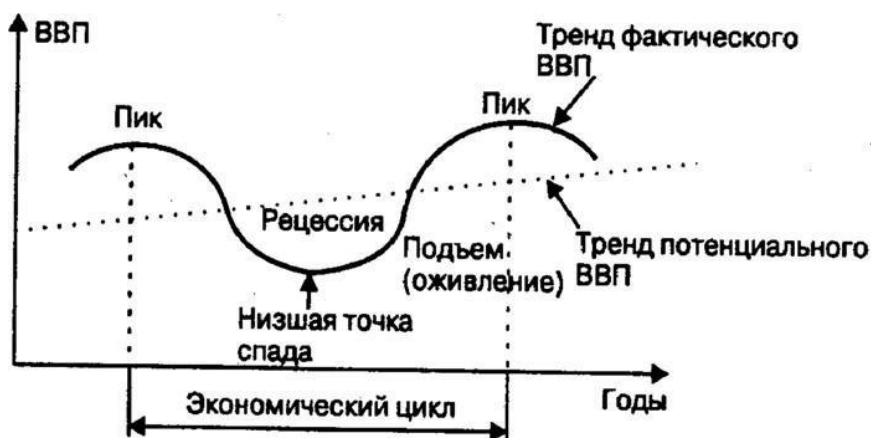 ВВП
Тренд фактического
ВВП
Пик
Пик
Рецессия
Подъем
(оживление)
Тренд потенциального
ВВП
Низшая точка
спада
Экономический цикл
Годы